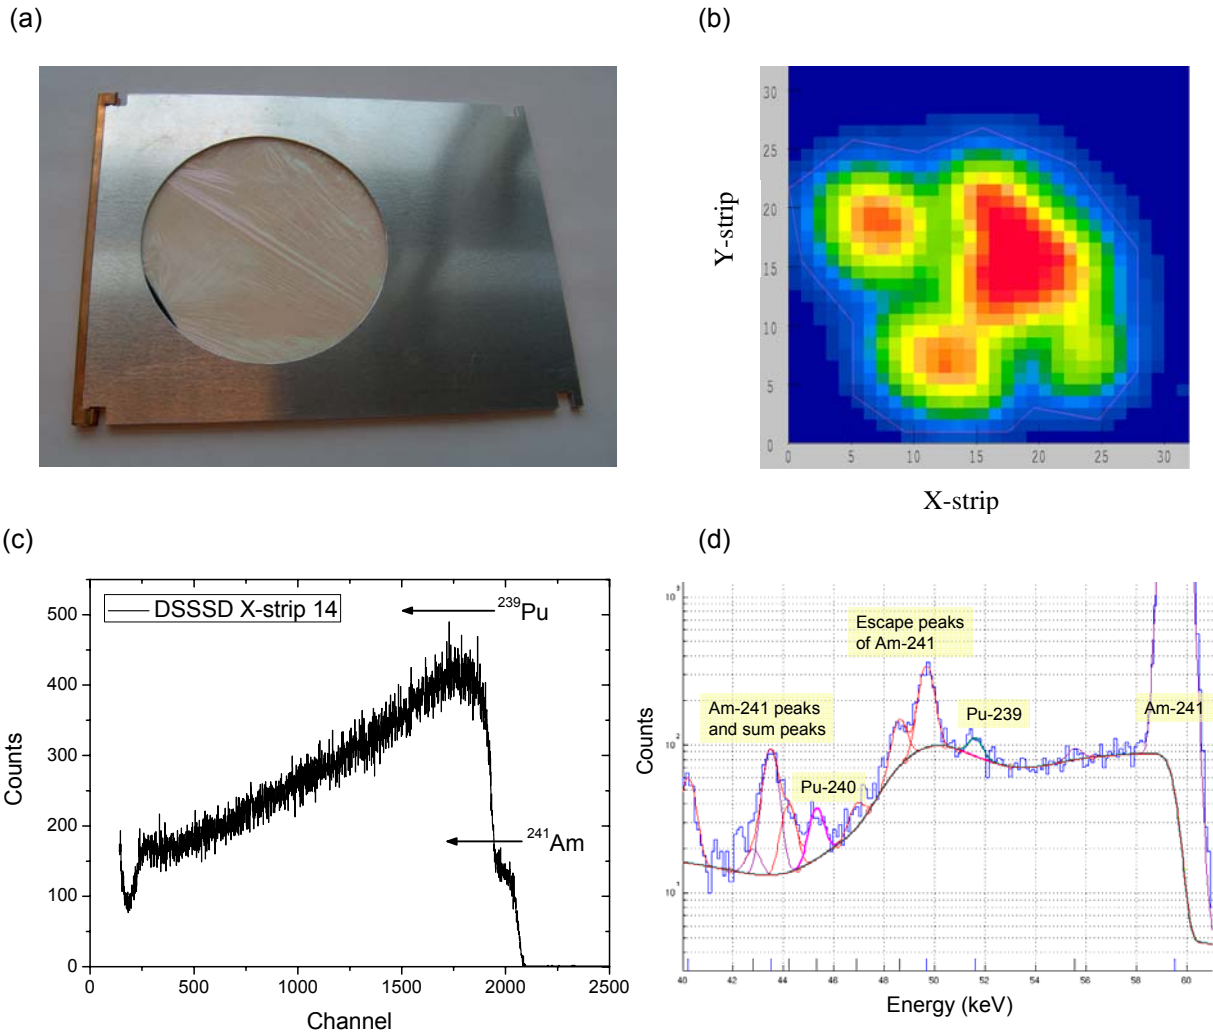 (a)
(b)
30
25
20
15
10
5
0
Y-strip
0 5 10 15 20 25 30
X-strip
(c)
DSSSD X-strip 14
²³⁹Pu
²⁴¹Am
500
400
300
200
100
0
Counts
0 500 1000 1500 2000 2500
Channel
(d)
10³
10²
10¹
Counts
Escape peaks
of Am-241
Am-241 peaks
and sum peaks
Pu-239
Am-241
Pu-240
40 42 44 46 48 50 52 54 56 58 60
Energy (keV)